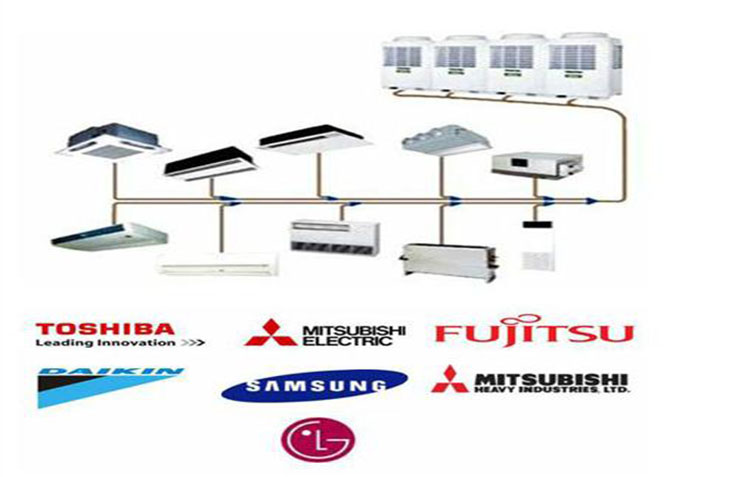 TOSHIBA
Leading Innovation >>>
MITSUBISHI
ELECTRIC
FUJITSU
DAIKIN
SAMSUNG
MITSUBISHI
HEAVY INDUSTRIES, LTD.
LG